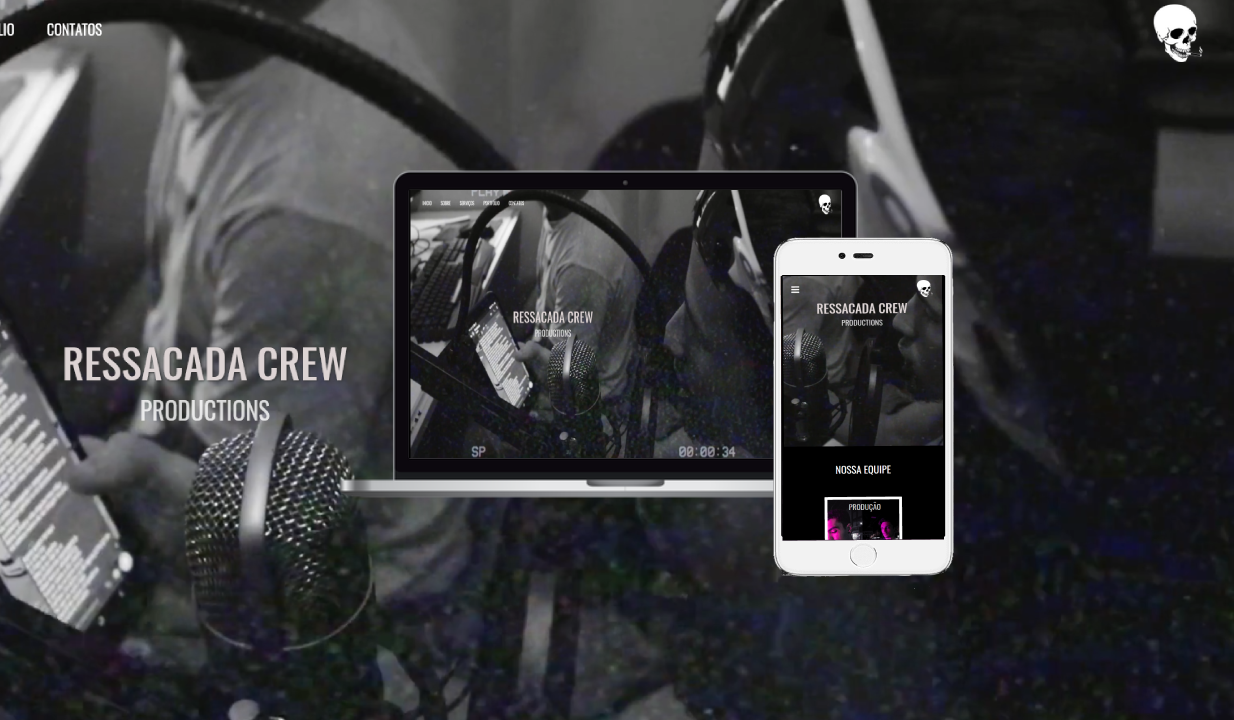 LIO
CONTATOS
RESSACADA CREW
PRODUCTIONS
PLAY
INICIO SOBRE SERVIÇOS PORTFOLIO CONTATOS
RESSACADA CREW
PRODUCTIONS
SP
00:00:34
RESSACADA CREW
PRODUCTIONS
NOSSA EQUIPE
PRODUÇÃO